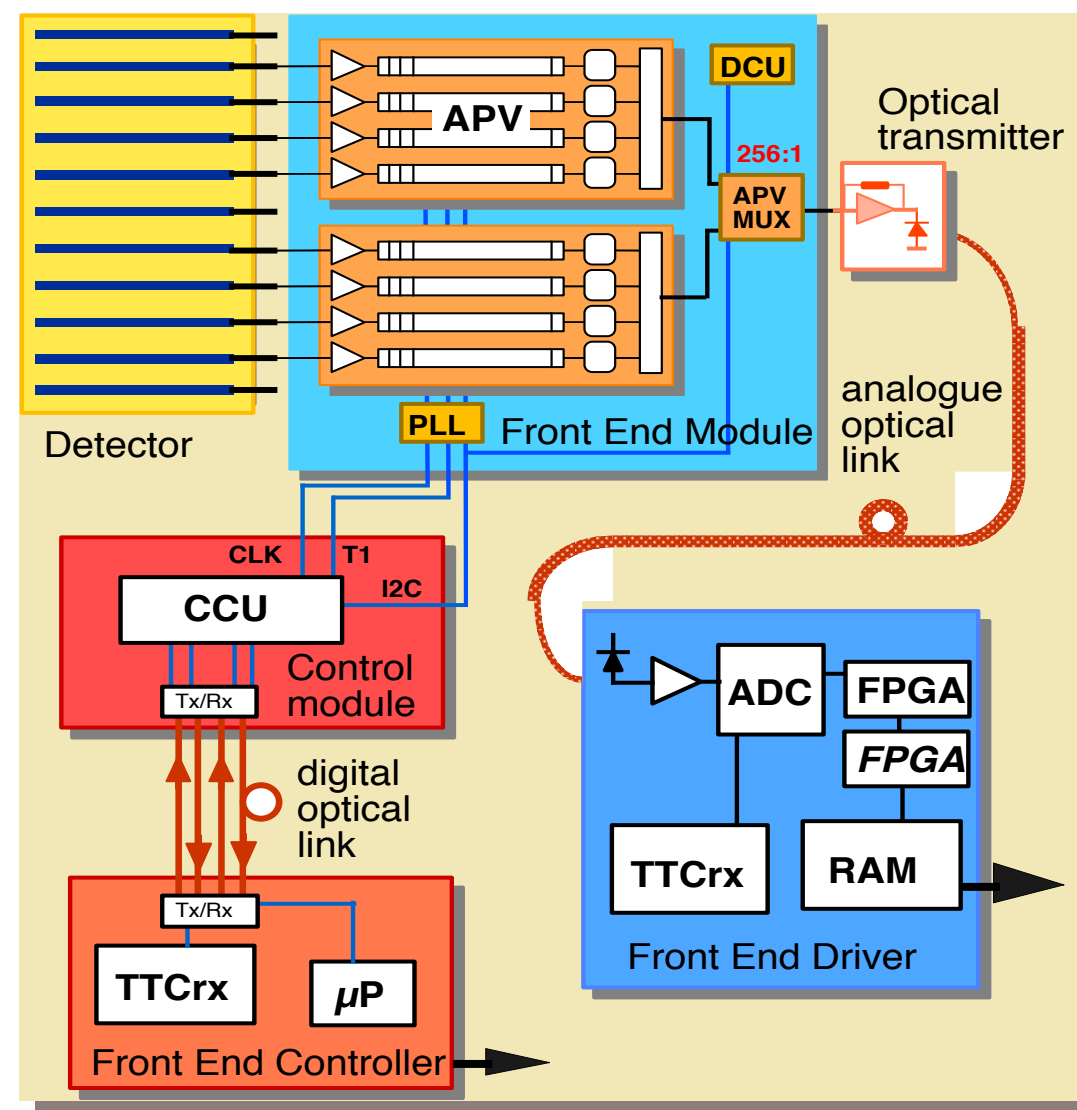 DCU
APV
256:1
APV
MUX
Optical
transmitter
PLL
Front End Module
Detector
analogue
optical
link
CLK
T1
I2C
CCU
Control
module
Tx/Rx
digital
optical
link
Tx/Rx
TTCrx
µP
Front End Controller
ADC
FPGA
FPGA
TTCrx
RAM
Front End Driver